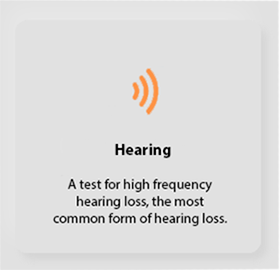 Hearing
A test for high frequency
hearing loss, the most
common form of hearing loss.